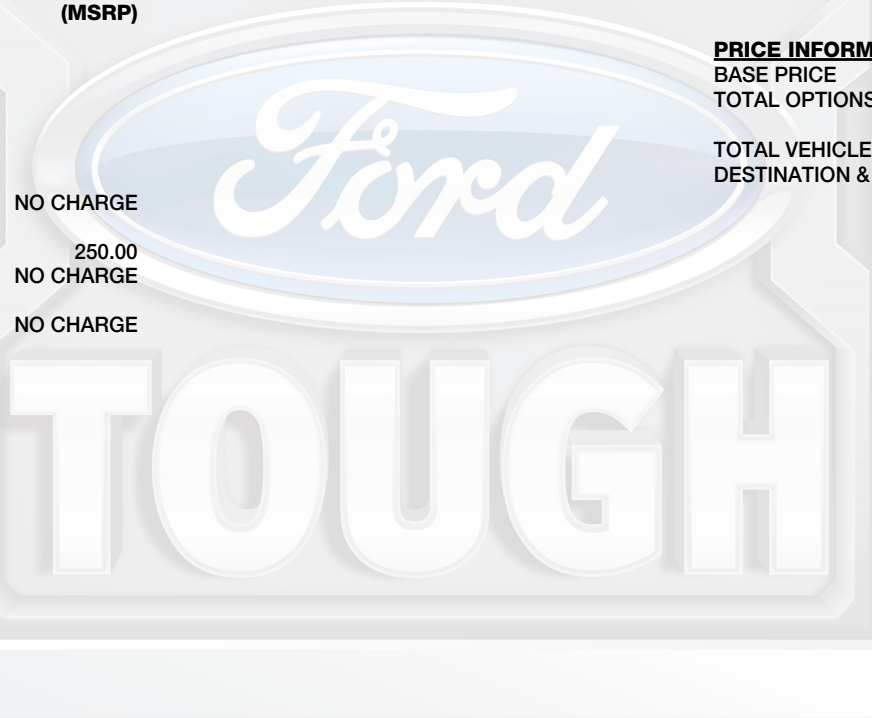 (MSRP)
NO CHARGE
250.00
NO CHARGE
NO CHARGE
PRICE INFORM
BASE PRICE
TOTAL OPTIONS
TOTAL VEHICLE
DESTINATION &
Ford
TOUGH